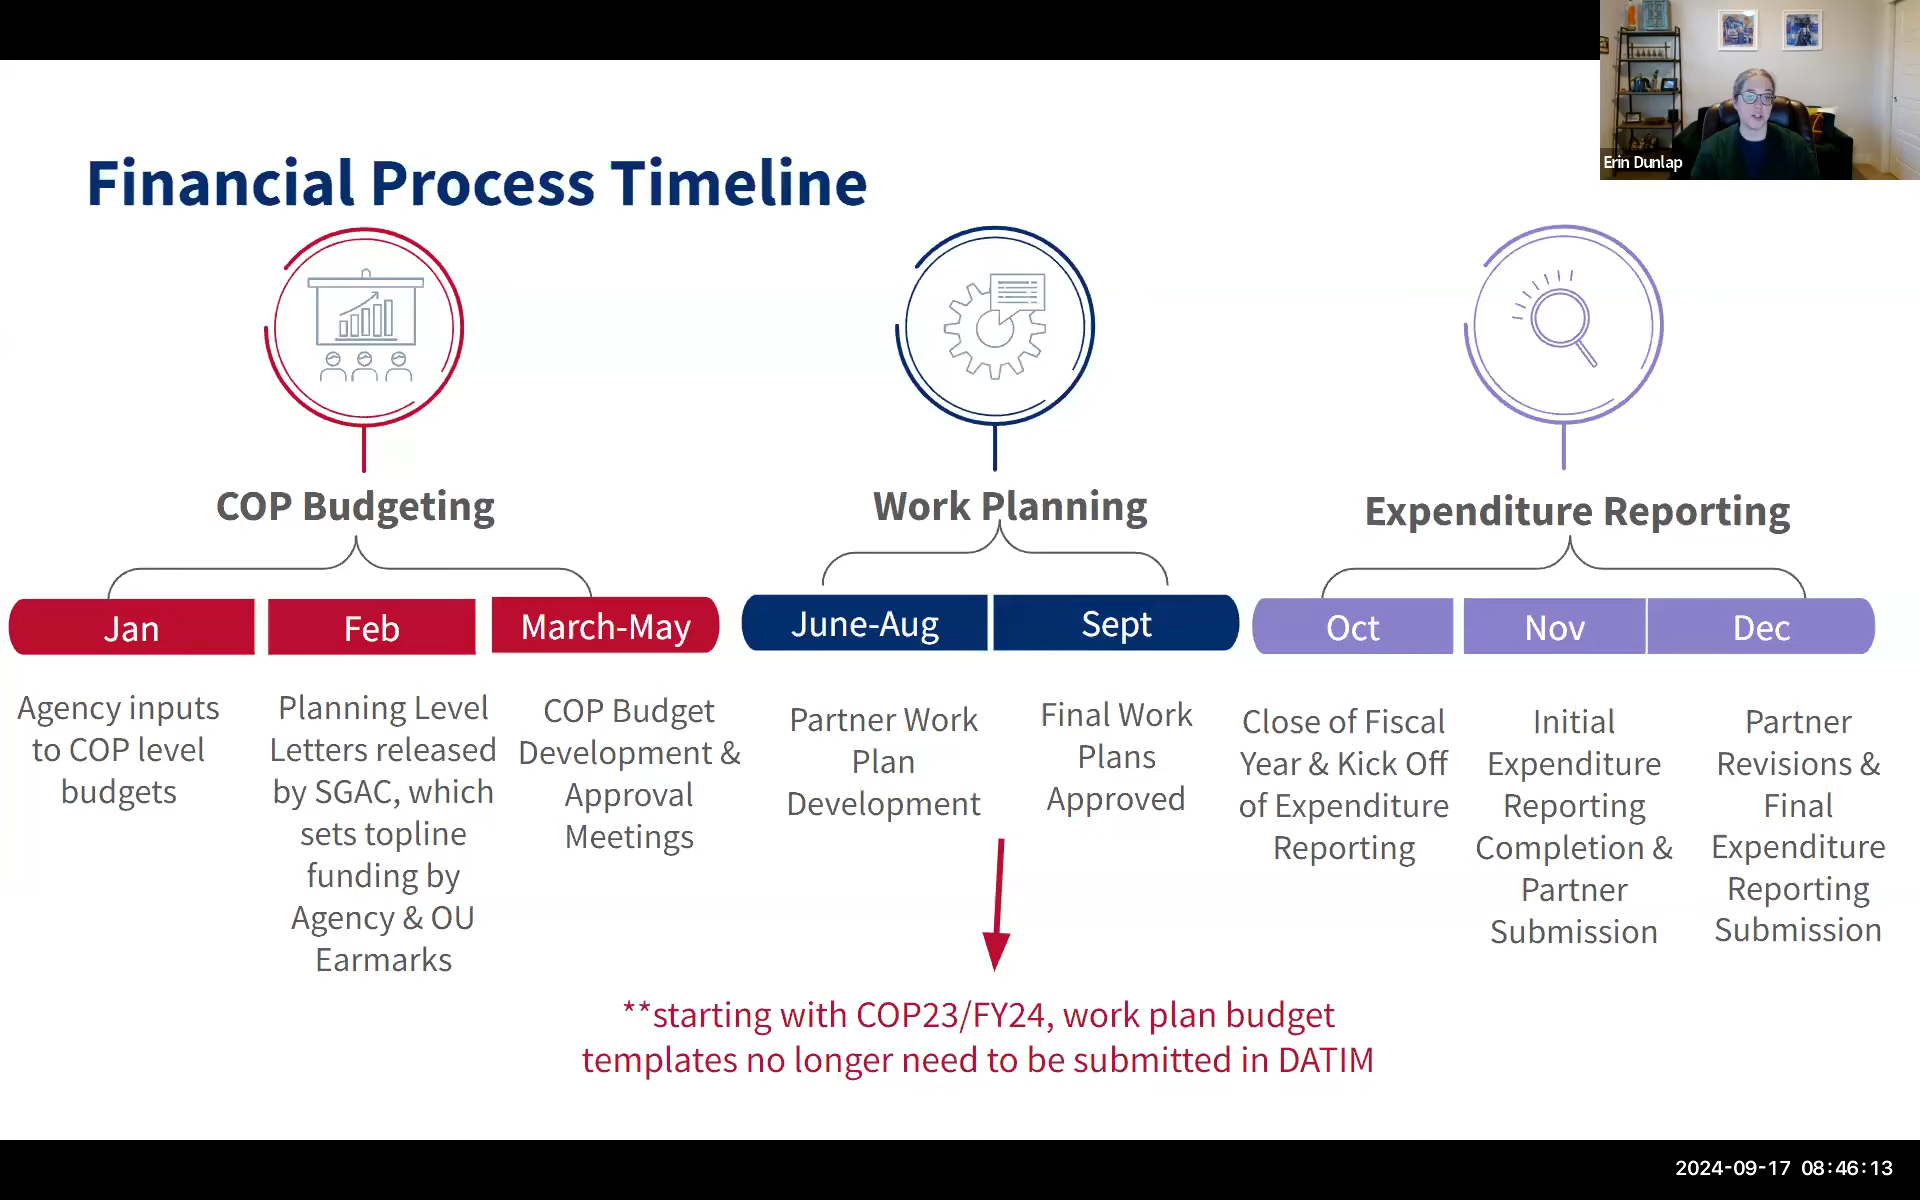 Erin Dunlap
Financial Process Timeline
COP Budgeting
Work Planning
Expenditure Reporting
Jan
Feb
March-May
June-Aug
Sept
Oct
Nov
Dec
Agency inputs
to COP level
budgets
Planning Level
Letters released
by SGAC, which
sets topline
funding by
Agency & OU
Earmarks
COP Budget
Development &
Approval
Meetings
Partner Work
Plan
Development
Final Work
Plans
Approved
Close of Fiscal
Year & Kick Off
of Expenditure
Reporting
Initial
Expenditure
Reporting
Completion &
Partner
Submission
Partner
Revisions &
Final
Expenditure
Reporting
Submission
**starting with COP23/FY24, work plan budget
templates no longer need to be submitted in DATIM
2024-09-17 08:46:13